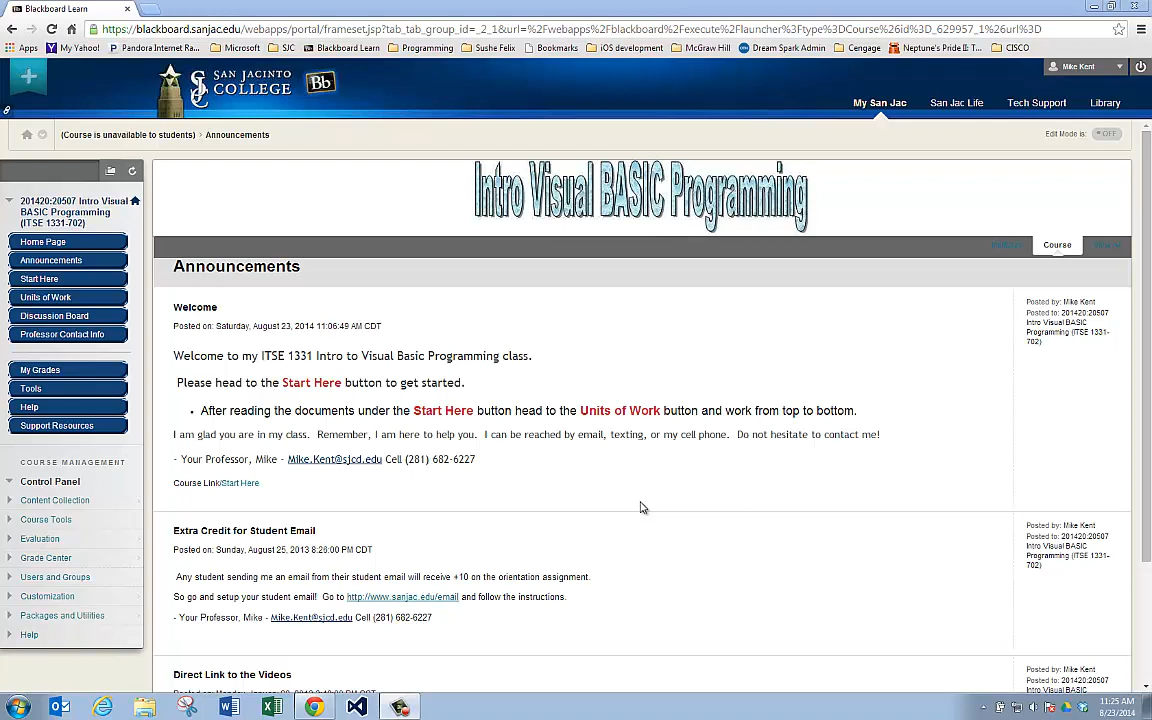 Blackboard Learn
https://blackboard.sanjac.edu/webapps/portal/frameset.jsp?tab_tab_group_id=_2_1&url=%2Fwebapps%2Fblackboard%2Fexecute%2Flauncher%3Ftype%3DCourse%26id%3D_629957_1%26url%3D
Apps My Yahoo! Pandora Internet Ra... Microsoft SJC Blackboard Learn Programming Sushe Felix Bookmarks iOS development McGraw Hill Dream Spark Admin Cengage Neptune's Pride II: T... CISCO
SAN JACINTO
COLLEGE
Bb
Mike Kent
My San Jac San Jac Life Tech Support Library
(Course is unavailable to students) > Announcements
Edit Mode is: OFF
201420:20507 Intro Visual
BASIC Programming
(ITSE 1331-702)
Home Page
Announcements
Start Here
Units of Work
Discussion Board
Professor Contact Info
My Grades
Tools
Help
Support Resources
COURSE MANAGEMENT
Control Panel
Content Collection
Course Tools
Evaluation
Grade Center
Users and Groups
Customization
Packages and Utilities
Help
Intro Visual BASIC Programming
Course
Announcements
Welcome
Posted on: Saturday, August 23, 2014 11:06:49 AM CDT
Welcome to my ITSE 1331 Intro to Visual Basic Programming class.
Please head to the Start Here button to get started.
• After reading the documents under the Start Here button head to the Units of Work button and work from top to bottom.
I am glad you are in my class. Remember, I am here to help you. I can be reached by email, texting, or my cell phone. Do not hesitate to contact me!
- Your Professor, Mike - Mike.Kent@sjcd.edu Cell (281) 682-6227
Course Link/Start Here
Posted by: Mike Kent
Posted to: 201420:20507
Intro Visual BASIC
Programming (ITSE 1331-
702)
Extra Credit for Student Email
Posted on: Sunday, August 25, 2013 8:26:00 PM CDT
Any student sending me an email from their student email will receive +10 on the orientation assignment.
So go and setup your student email! Go to http://www.sanjac.edu/email and follow the instructions.
- Your Professor, Mike - Mike.Kent@sjcd.edu Cell (281) 682-6227
Posted by: Mike Kent
Posted to: 201420:20507
Intro Visual BASIC
Programming (ITSE 1331-
702)
Direct Link to the Videos
Posted by: Mike Kent
Posted to: 201420:20507
Intro Visual BASIC
11:25 AM
8/23/2014